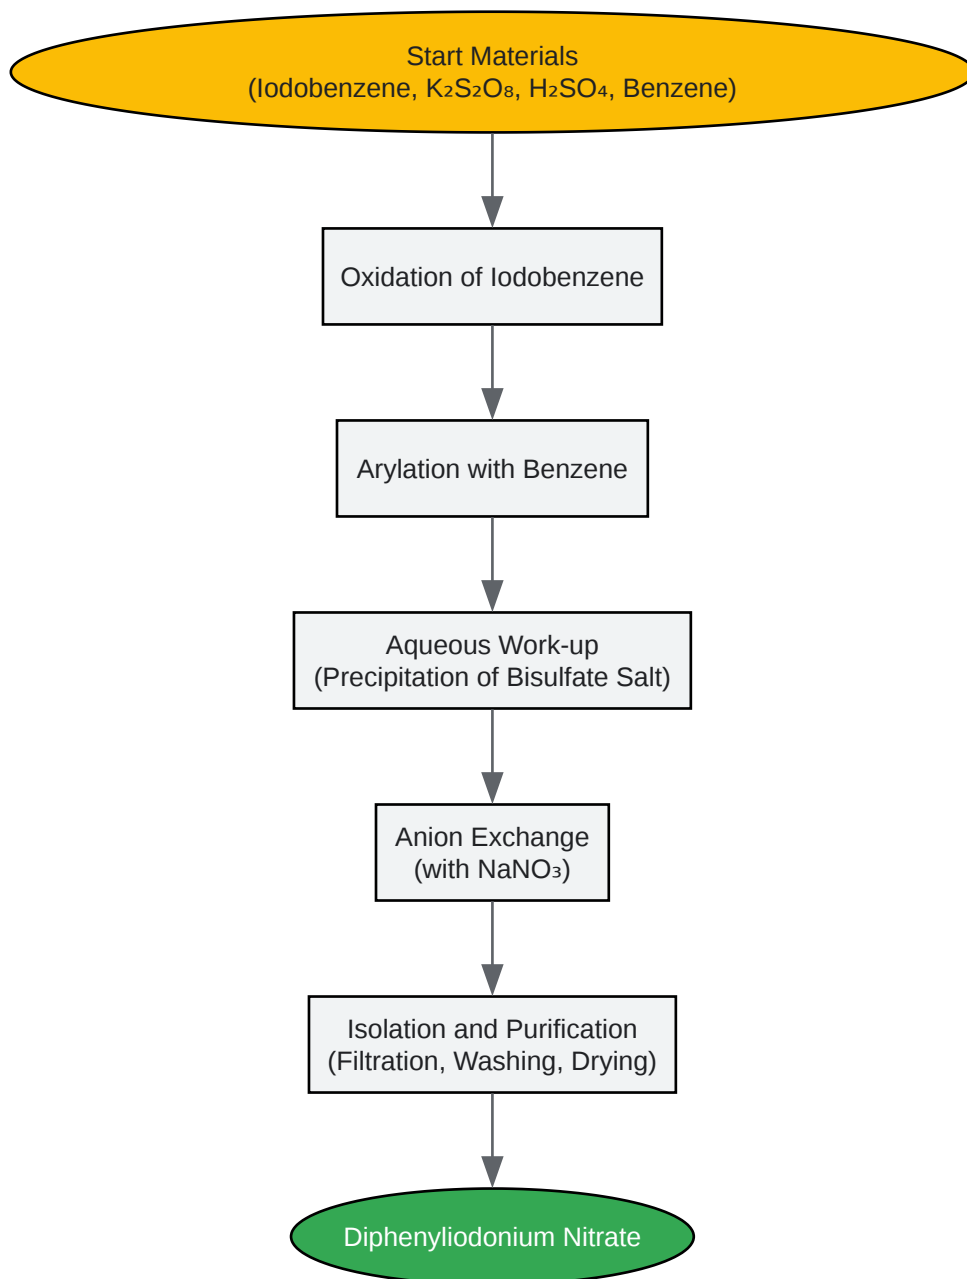 Start Materials
(Iodobenzene, K₂S₂O₈, H₂SO₄, Benzene)
Oxidation of Iodobenzene
Arylation with Benzene
Aqueous Work-up
(Precipitation of Bisulfate Salt)
Anion Exchange
(with NaNO₃)
Isolation and Purification
(Filtration, Washing, Drying)
Diphenyliodonium Nitrate